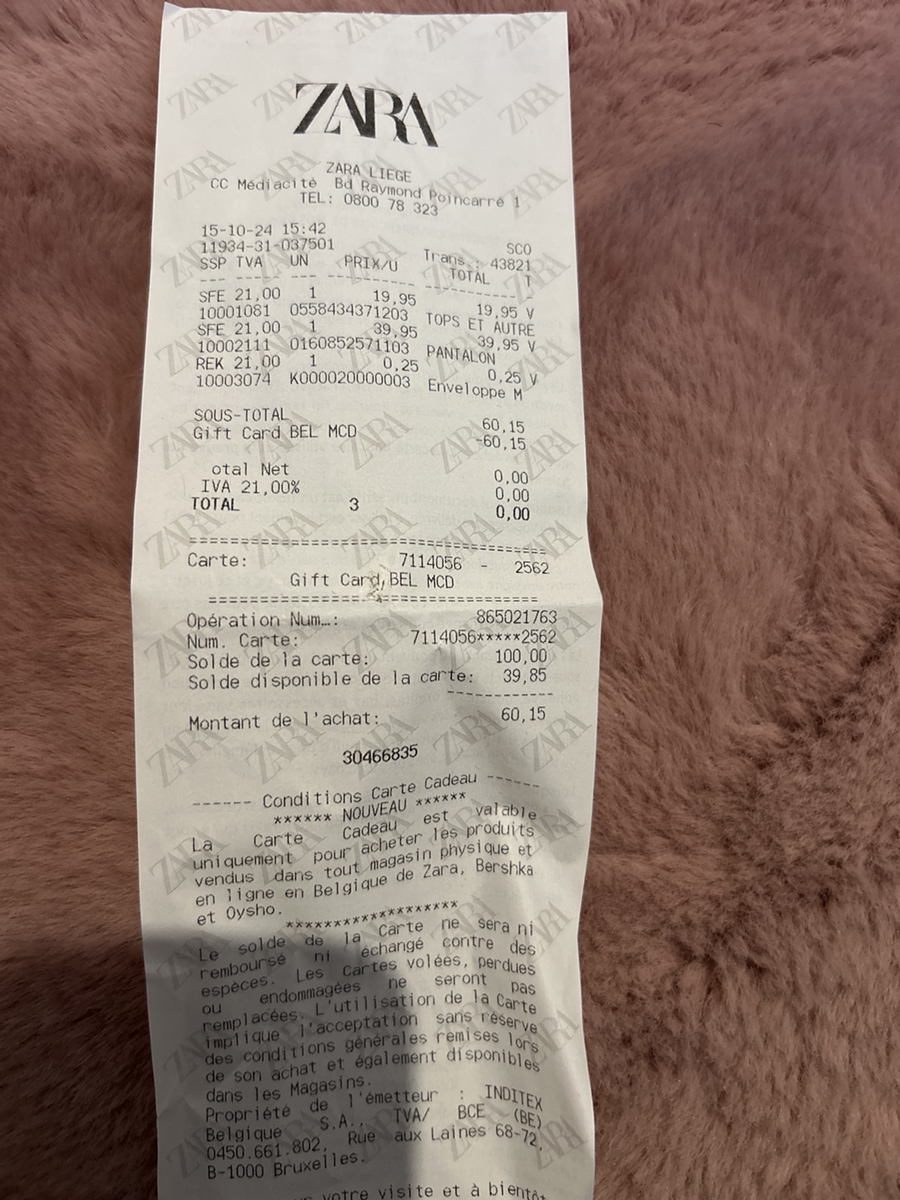 ZARA
ZARA LIEGE
CC Médiacité Bd Raymond Poincarré 1
TEL: 0800 78 323
15-10-24 15:42 SCO
11934-31-037501 Trans.: 43821
SSP TVA UN PRIX/U TOTAL T
--- ---- --- ------- ----------- -
SFE 21,00 1 19,95 19,95 V
10001081 0558434371203 TOPS ET AUTRE
SFE 21,00 1 39,95 39,95 V
10002111 0160852571103 PANTALON
REK 21,00 1 0,25 0,25 V
10003074 K000020000003 Enveloppe M
SOUS-TOTAL 60,15
Gift Card BEL MCD -60,15
otal Net 0,00
IVA 21,00% 0,00
TOTAL 3 0,00
======================================
Carte: 7114056 - 2562
Gift Card BEL MCD
===================================
Opération Num…: 865021763
Num. Carte: 7114056*****2562
Solde de la carte: 100,00
Solde disponible de la carte: 39,85
-----------
Montant de l'achat: 60,15
30466835
------ Conditions Carte Cadeau ------
****** NOUVEAU ******
La Carte Cadeau est valable
uniquement pour acheter les produits
vendus dans tout magasin physique et
en ligne en Belgique de Zara, Bershka
et Oysho.
*******************
Le solde de la Carte ne sera ni
remboursé ni échangé contre des
espéces. Les Cartes volées, perdues
ou endommagées ne seront pas
remplacées. L'utilisation de la Carte
implique l'acceptation sans réserve
des conditions générales remises lors
de son achat et également disponibles
dans les Magasins.
Propriété de l'émetteur : INDITEX
Belgique S.A., TVA/ BCE (BE)
0450.661.802, Rue aux Laines 68-72,
B-1000 Bruxelles.
votre visite et à bientôt